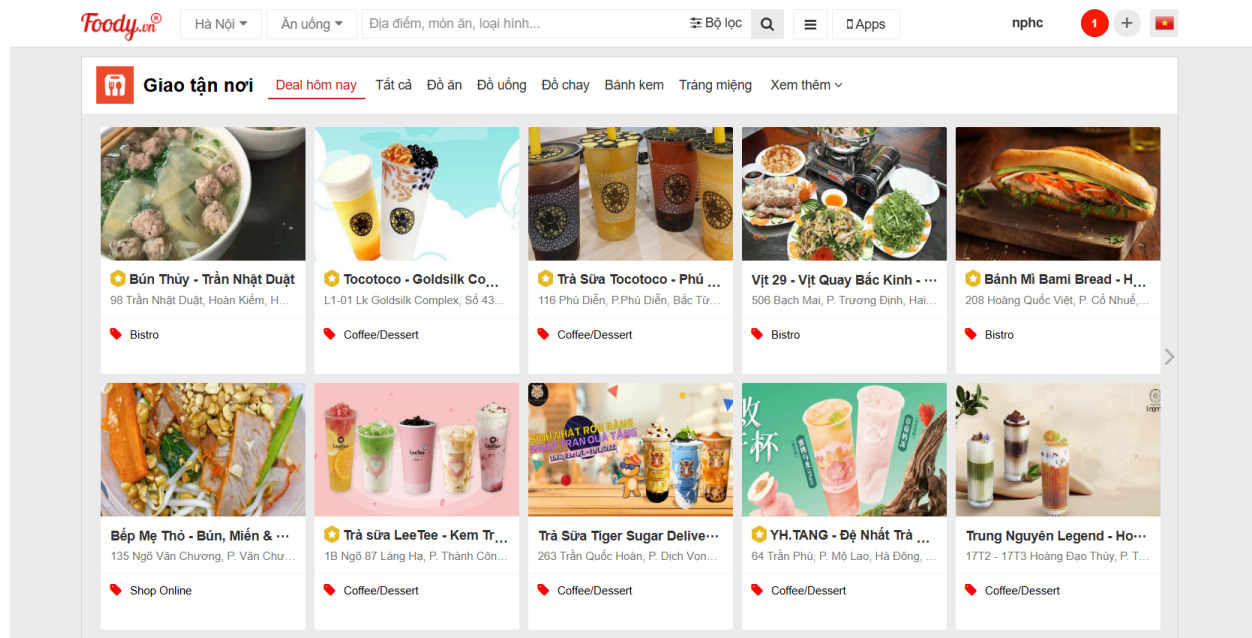 Foody.vn®
Hà Nội
Ăn uống
Địa điểm, món ăn, loại hình...
Bộ lọc
Apps
nphc
1
Giao tận nơi
Deal hôm nay
Tất cả
Đồ ăn
Đồ uống
Đồ chay
Bánh kem
Tráng miệng
Xem thêm
Bún Thủy - Trần Nhật Duật
98 Trần Nhật Duật, Hoàn Kiếm, H...
Bistro
Tocotoco - Goldsilk Co...
L1-01 Lk Goldsilk Complex, Số 43...
Coffee/Dessert
Trà Sữa Tocotoco - Phú ...
116 Phú Diễn, P.Phú Diễn, Bắc Từ...
Coffee/Dessert
Vịt 29 - Vịt Quay Bắc Kinh - ...
506 Bạch Mai, P. Trương Định, Hai...
Bistro
Bánh Mì Bami Bread - H...
208 Hoàng Quốc Việt, P. Cổ Nhuế,...
Bistro
LeeTee
SINH NHẬT RỘN RÀNG
Legend
Bếp Mẹ Thỏ - Bún, Miến & ...
135 Ngõ Văn Chương, P. Văn Chư...
Shop Online
Trà sữa LeeTee - Kem Tr...
1B Ngõ 87 Láng Hạ, P. Thành Côn...
Coffee/Dessert
Trà Sữa Tiger Sugar Delive...
263 Trần Quốc Hoàn, P. Dịch Vọn...
Coffee/Dessert
YH.TANG - Đệ Nhất Trà ...
64 Trần Phú, P. Mộ Lao, Hà Đông, ...
Coffee/Dessert
Trung Nguyên Legend - Ho...
17T2 - 17T3 Hoàng Đạo Thúy, P. T...
Coffee/Dessert